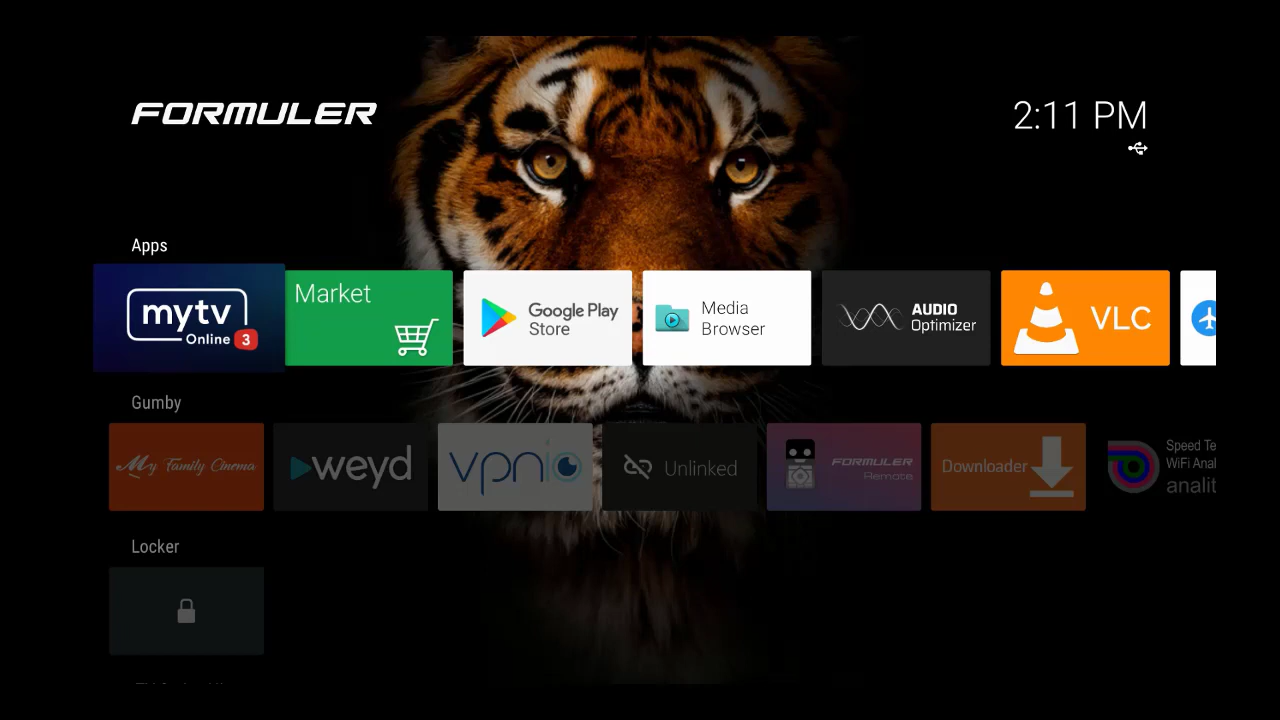 FORMULER
2:11 PM
Apps
mytv
Online 3
Market
Google Play
Store
Media
Browser
AUDIO
Optimizer
VLC
Gumby
My Family Cinema
weyd
vpnio
Unlinked
FORMULER
Remote
Downloader
Speed Te
WiFi Anal
analit
Locker